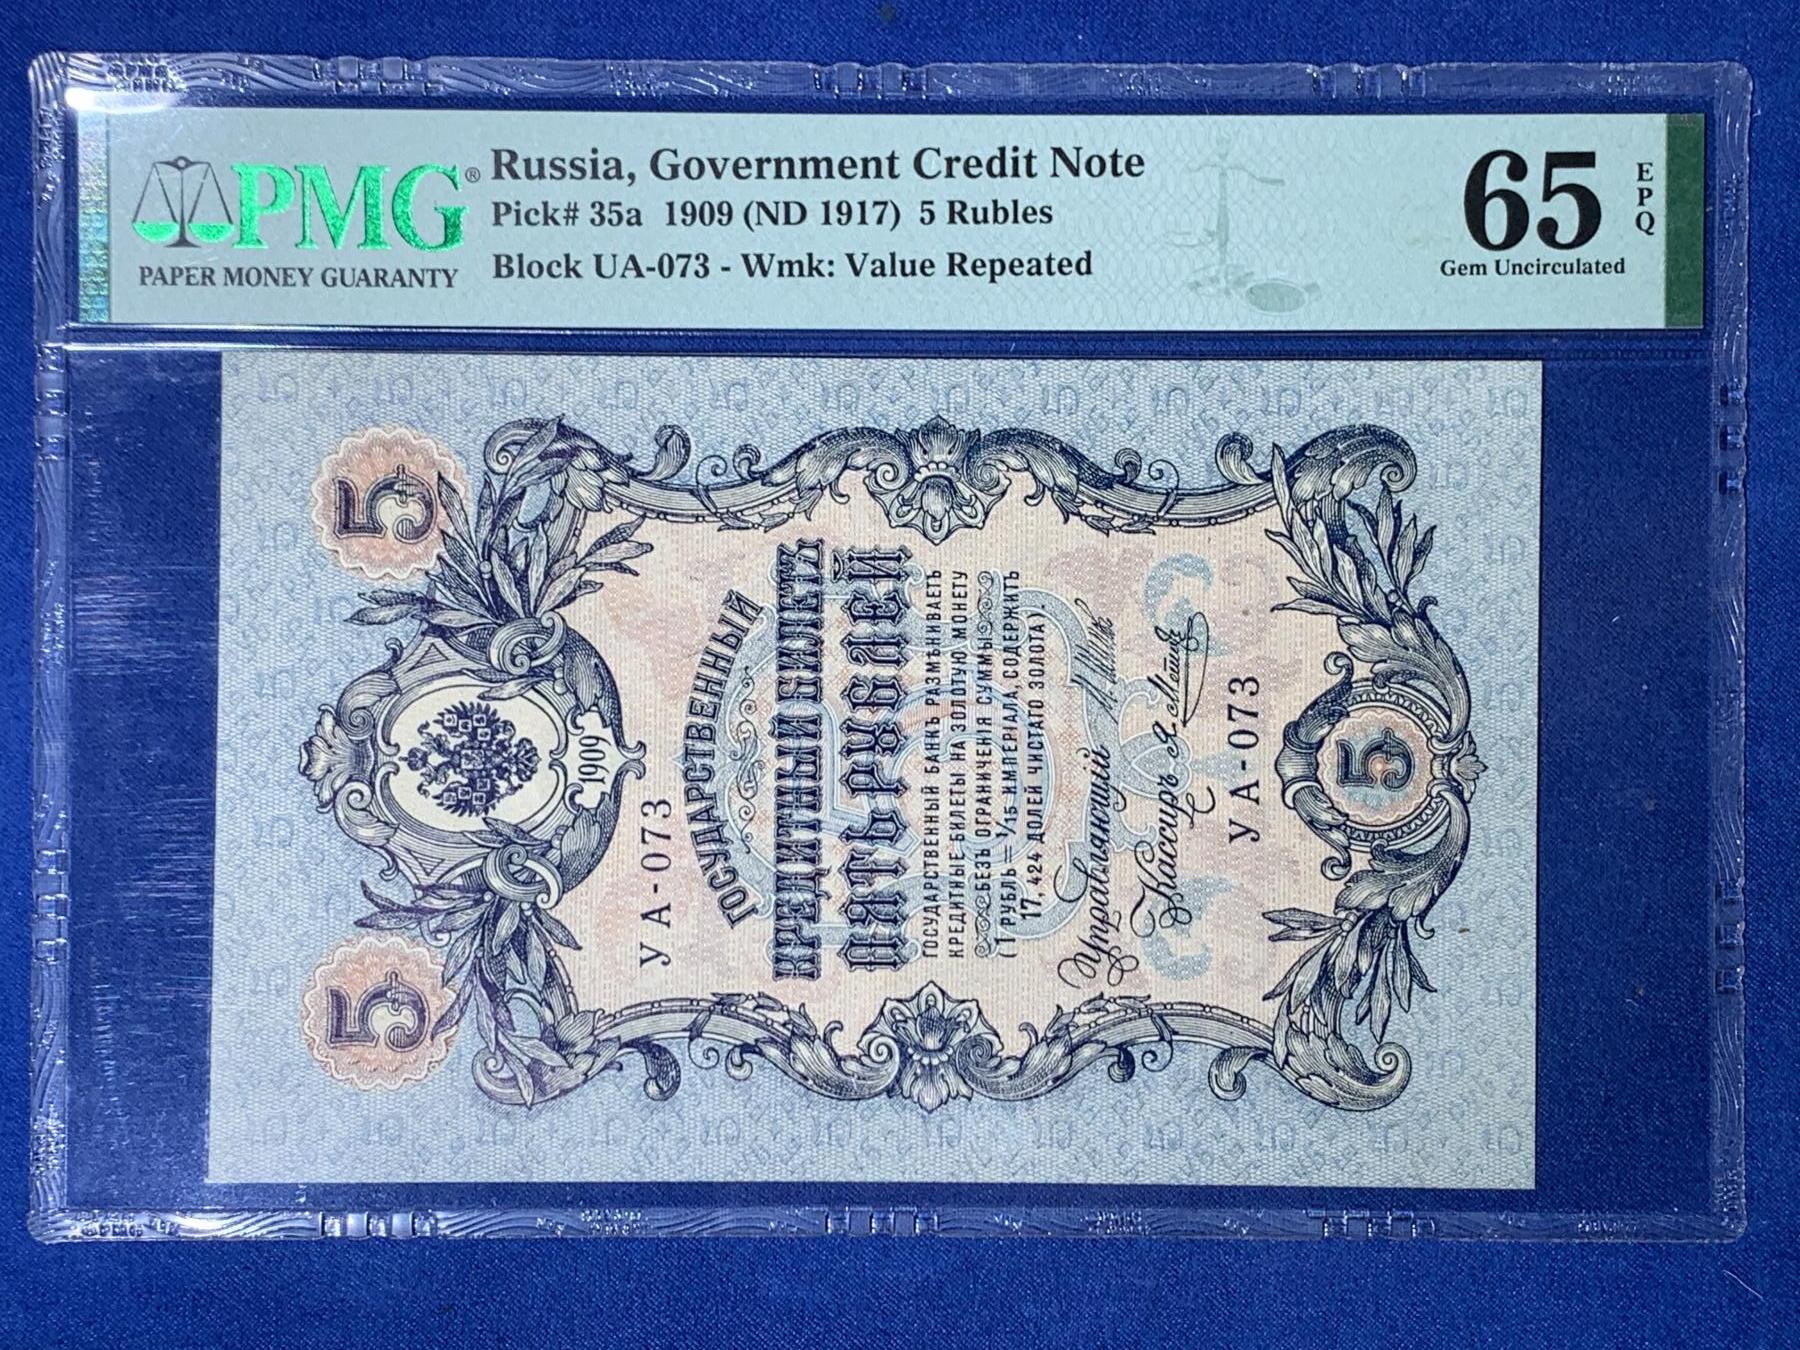 PMG®
PAPER MONEY GUARANTY
Russia, Government Credit Note
Pick# 35a 1909 (ND 1917) 5 Rubles
Block UA-073 - Wmk: Value Repeated
65
EPQ
Gem Uncirculated
5
5
1909
УА-073
ГОСУДАРСТВЕННЫЙ
КРЕДИТНЫЙ БИЛЕТЪ
ПЯТЬ РУБЛЕЙ
ГОСУДАРСТВЕННЫЙ БАНКЪ РАЗМѢНИВАЕТЪ
КРЕДИТНЫЕ БИЛЕТЫ НА ЗОЛОТУЮ МОНЕТУ
БЕЗЪ ОГРАНИЧЕНІЯ СУММЫ
(1 РУБЛЬ = 1/15 ИМПЕРІАЛА, СОДЕРЖИТЪ
17,424 ДОЛЕЙ ЧИСТАГО ЗОЛОТА).
Управляющій
Кассиръ
УА-073
5